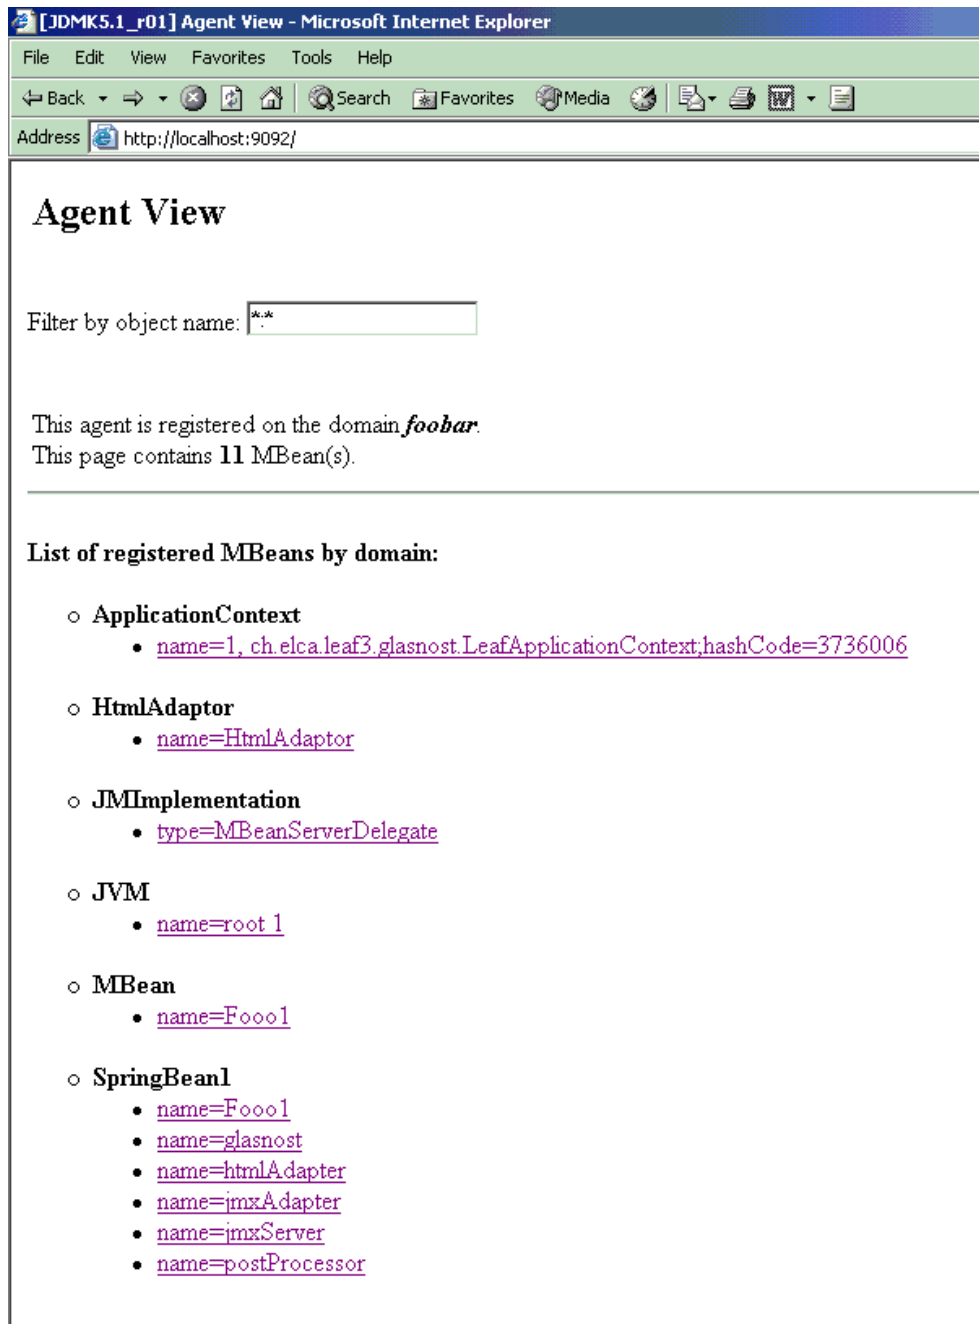 [JDMK5.1_r01] Agent View - Microsoft Internet Explorer
File Edit View Favorites Tools Help
Back Search Favorites Media
Address http://localhost:9092/
Agent View
Filter by object name: *:*
This agent is registered on the domain foobar.
This page contains 11 MBean(s).
List of registered MBeans by domain:
ApplicationContext
name=1, ch.elca.leaf3.glasnost.LeafApplicationContext;hashCode=3736006
HtmlAdaptor
name=HtmlAdaptor
JMImplementation
type=MBeanServerDelegate
JVM
name=root 1
MBean
name=Fooo1
SpringBean1
name=Fooo1
name=glasnost
name=htmlAdapter
name=jmxAdapter
name=jmxServer
name=postProcessor